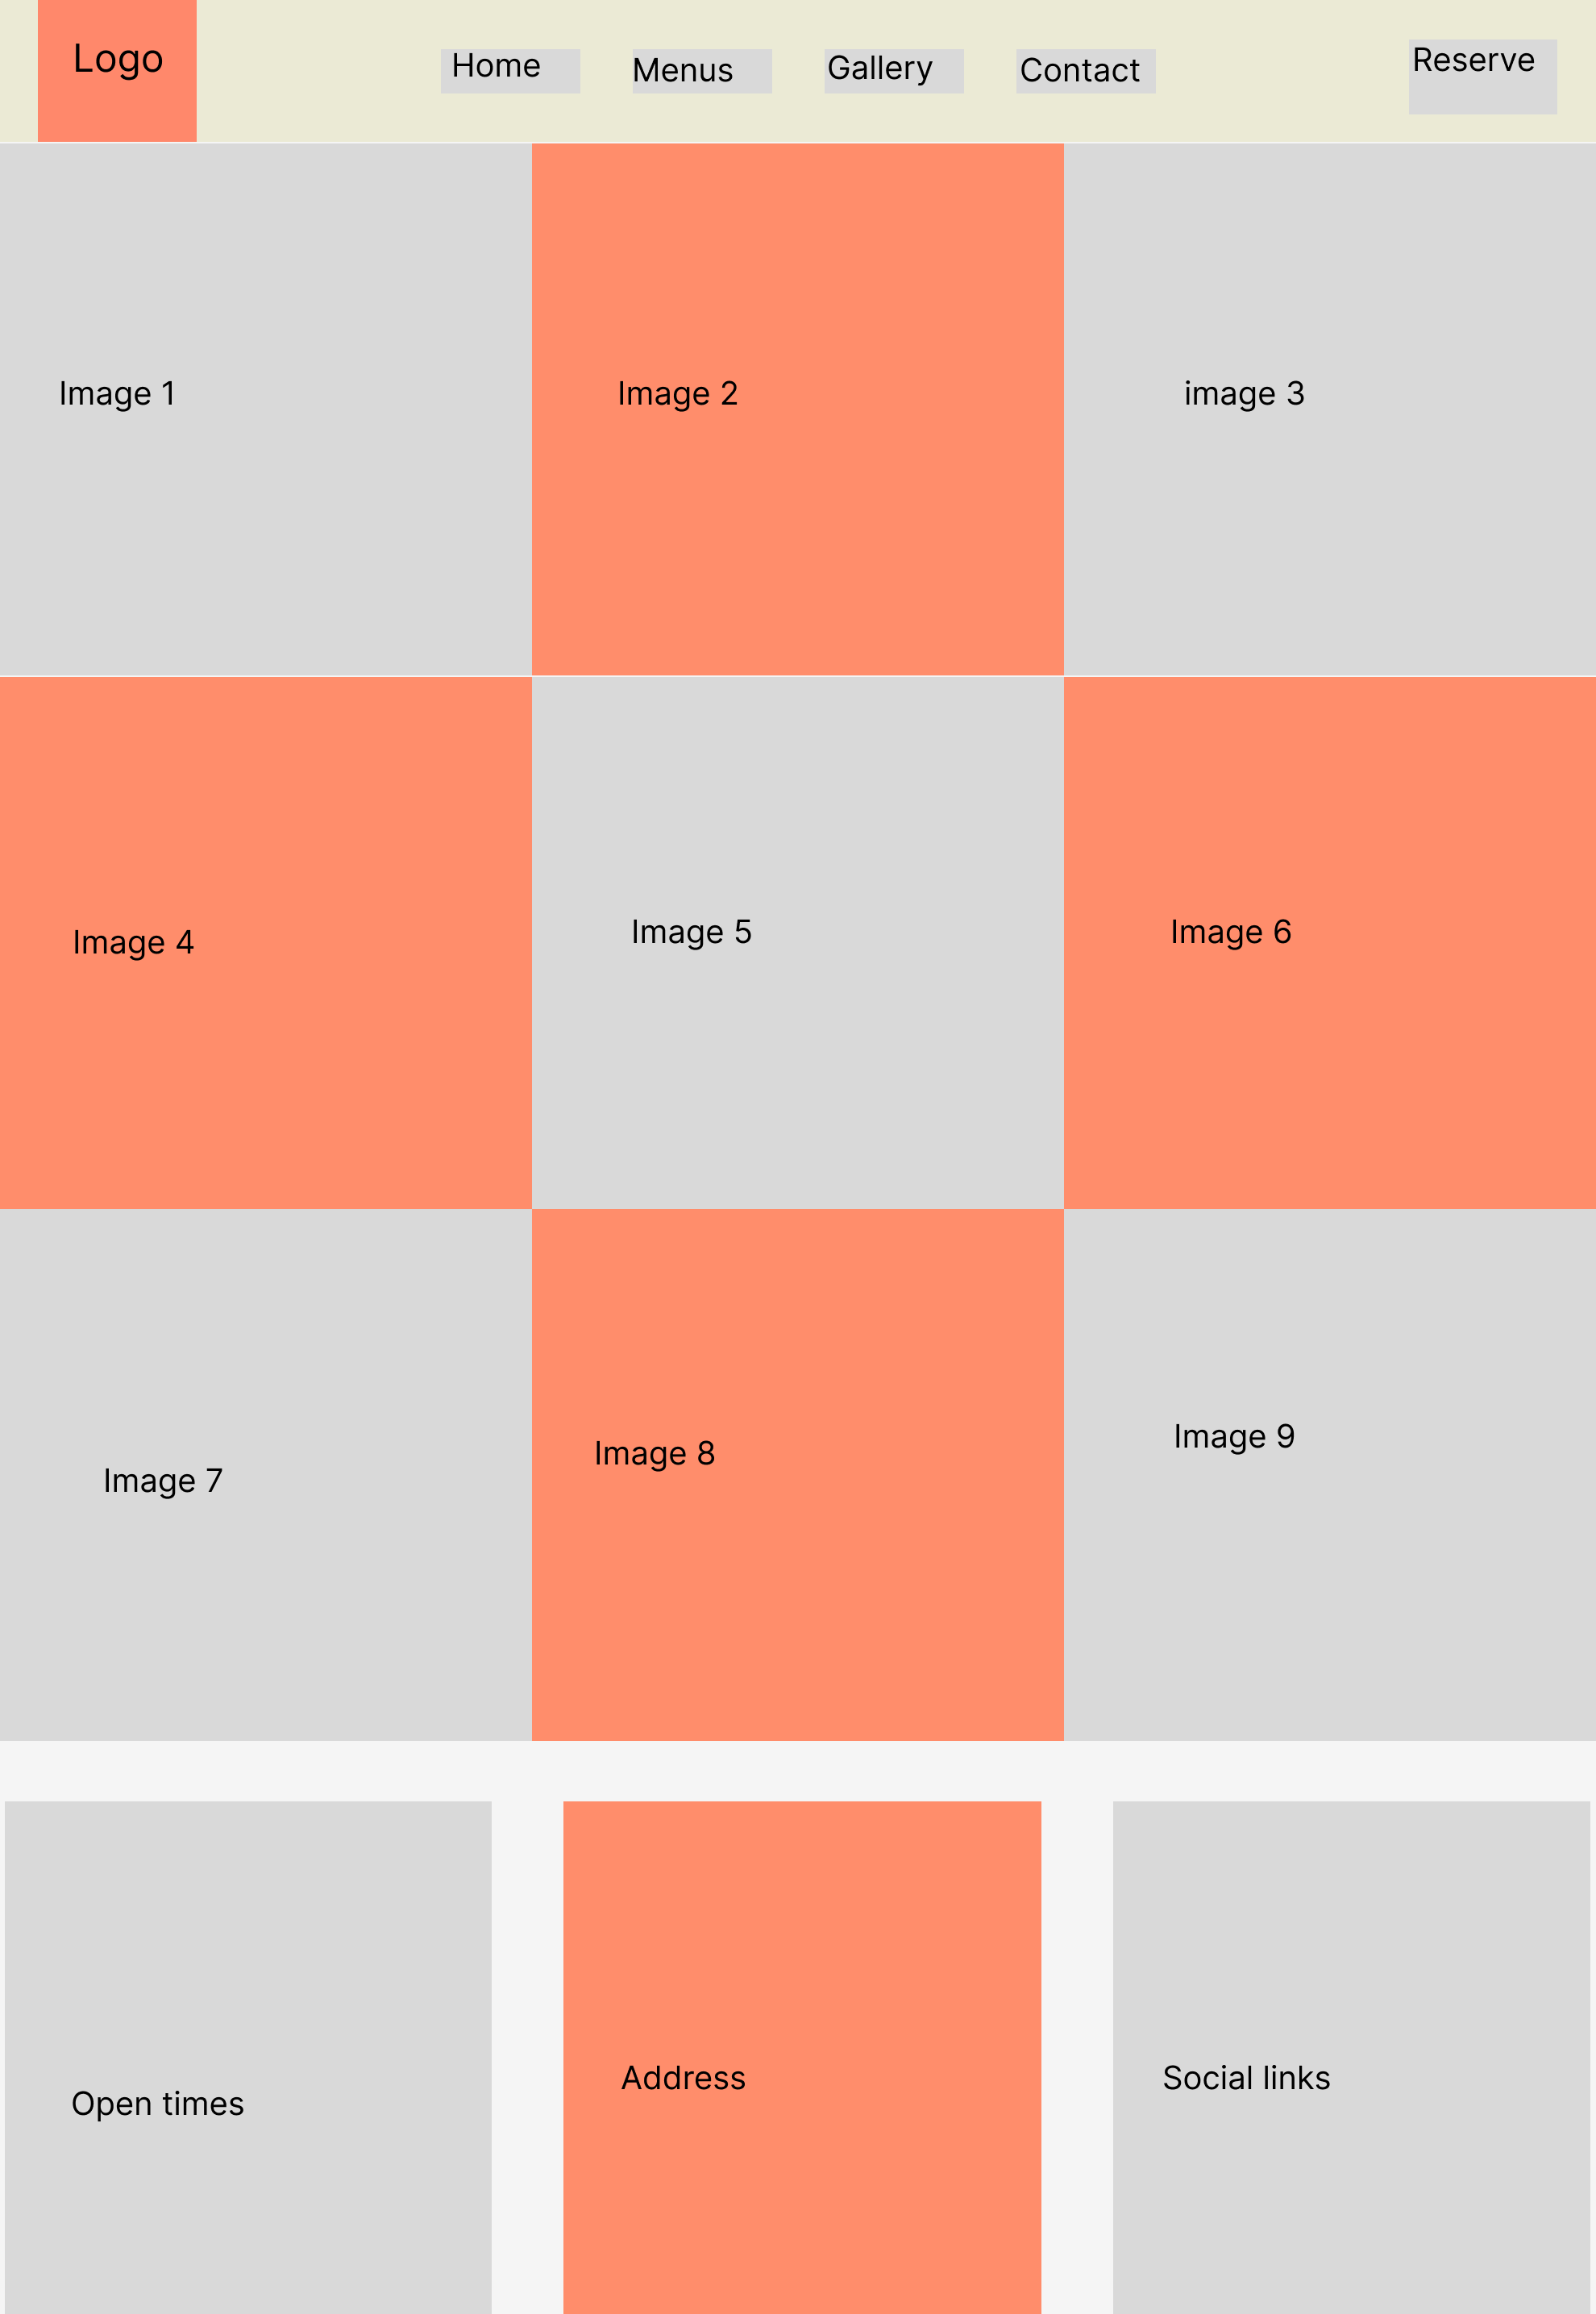 Logo
Home
Menus
Gallery
Contact
Reserve
Image 1
Image 2
image 3
Image 4
Image 5
Image 6
Image 7
Image 8
Image 9
Open times
Address
Social links